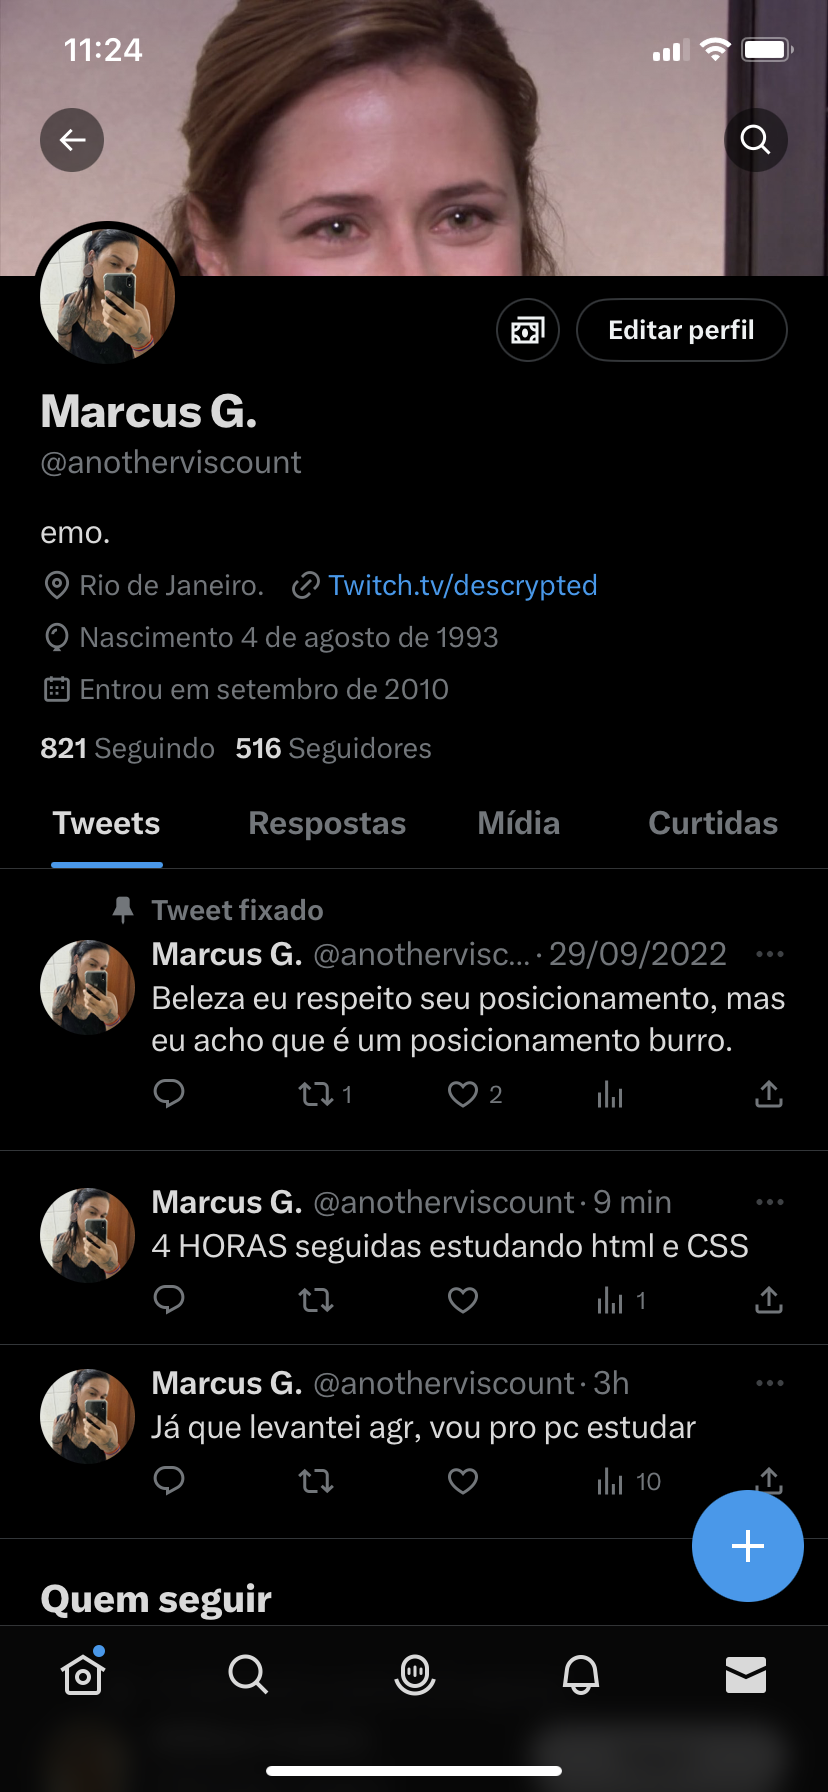 11:24
Editar perfil
Marcus G.
@anotherviscount
emo.
Rio de Janeiro. Twitch.tv/descrypted
Nascimento 4 de agosto de 1993
Entrou em setembro de 2010
821 Seguindo 516 Seguidores
Tweets Respostas Mídia Curtidas
Tweet fixado
Marcus G. @anothervisc... · 29/09/2022
Beleza eu respeito seu posicionamento, mas
eu acho que é um posicionamento burro.
1 2
Marcus G. @anotherviscount · 9 min
4 HORAS seguidas estudando html e CSS
1
Marcus G. @anotherviscount · 3h
Já que levantei agr, vou pro pc estudar
10
Quem seguir